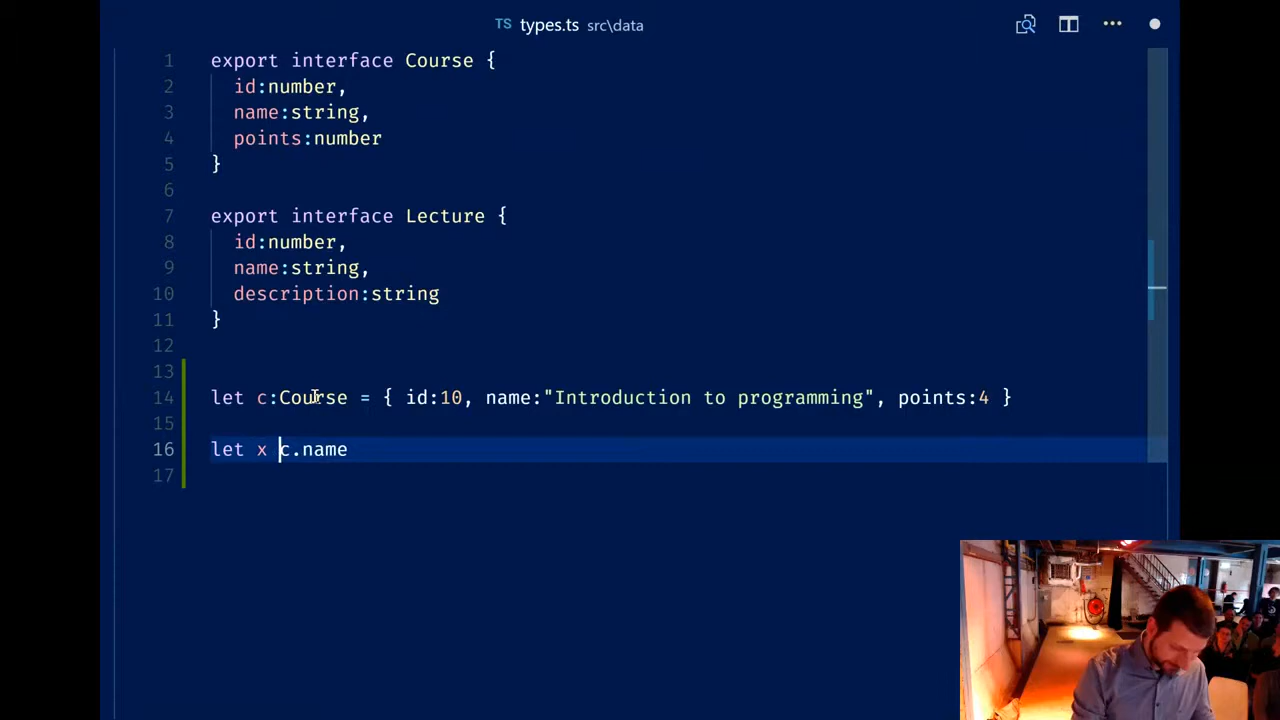 TS types.ts src\data
1 export interface Course {
2 id:number,
3 name:string,
4 points:number
5 }
6
7 export interface Lecture {
8 id:number,
9 name:string,
10 description:string
11 }
12
13
14 let c:Course = { id:10, name:"Introduction to programming", points:4 }
15
16 let x c.name
17